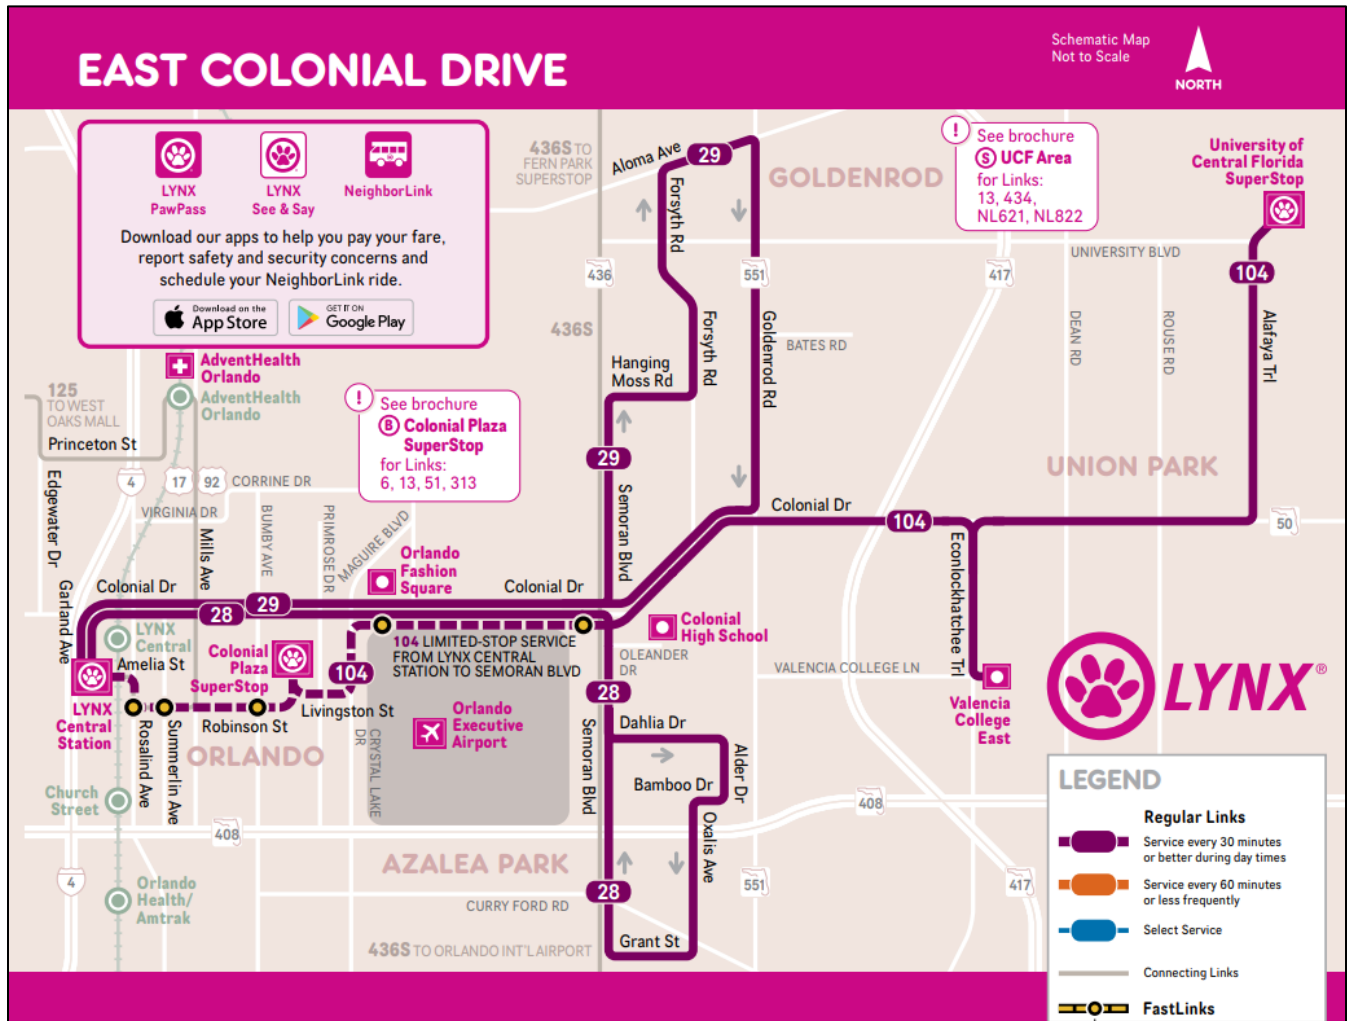 EAST COLONIAL DRIVE
Schematic Map
Not to Scale
NORTH
LYNX
PawPass
LYNX
See & Say
NeighborLink
Download our apps to help you pay your fare,
report safety and security concerns and
schedule your NeighborLink ride.
Download on the
App Store
GET IT ON
Google Play
436S TO
FERN PARK
SUPERSTOP
Aloma Ave
29
GOLDENROD
!
See brochure
S UCF Area
for Links:
13, 434,
NL621, NL822
University of
Central Florida
SuperStop
Forsyth Rd
UNIVERSITY BLVD
436
551
417
104
436S
Forsyth Rd
Goldenrod Rd
BATES RD
DEAN RD
ROUSE RD
Alafaya Trl
Hanging
Moss Rd
AdventHealth
Orlando
AdventHealth
Orlando
125
TO WEST
OAKS MALL
Princeton St
!
See brochure
B Colonial Plaza
SuperStop
for Links:
6, 13, 51, 313
29
UNION PARK
Edgewater Dr
4
17
92
CORRINE DR
VIRGINIA DR
Mills Ave
BUMBY AVE
PRIMROSE DR
MAGUIRE BLVD
Semoran Blvd
Colonial Dr
104
50
Econlockhatchee Trl
Orlando
Fashion
Square
Garland Ave
Colonial Dr
28
29
Colonial Dr
Colonial
High School
LYNX
Central
Amelia St
Colonial
Plaza
SuperStop
104
104 LIMITED-STOP SERVICE
FROM LYNX CENTRAL
STATION TO SEMORAN BLVD
OLEANDER
DR
VALENCIA COLLEGE LN
LYNX®
LYNX
Central
Station
Rosalind Ave
Summerlin Ave
Robinson St
Livingston St
ORLANDO
CRYSTAL LAKE
DR
Orlando
Executive
Airport
28
Semoran Blvd
Dahlia Dr
Alder Dr
Bamboo Dr
Oxalis Ave
Valencia
College
East
Church
Street
408
408
AZALEA PARK
4
Orlando
Health/
Amtrak
CURRY FORD RD
28
551
417
436S TO ORLANDO INT'L AIRPORT
Grant St
LEGEND
Regular Links
Service every 30 minutes
or better during day times
Service every 60 minutes
or less frequently
Select Service
Connecting Links
FastLinks